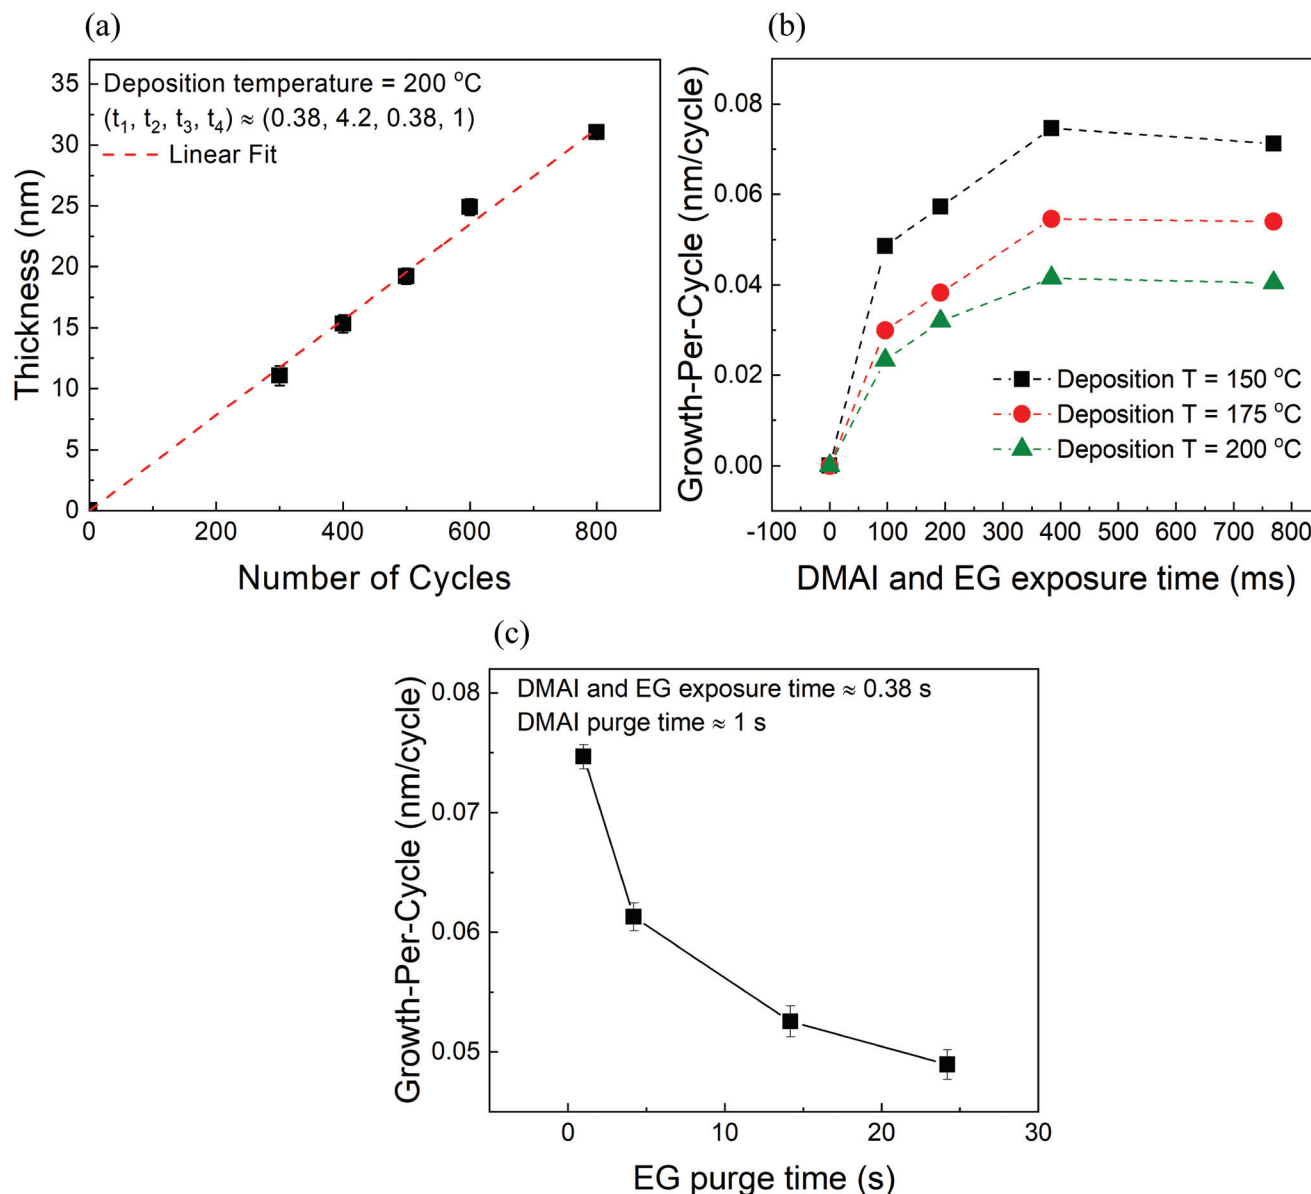 (a)
Thickness (nm)
35
30
25
20
15
10
5
0
Deposition temperature = 200 °C
(t₁, t₂, t₃, t₄) ≈ (0.38, 4.2, 0.38, 1)
Linear Fit
0 200 400 600 800
Number of Cycles
(b)
Growth-Per-Cycle (nm/cycle)
0.08
0.06
0.04
0.02
0.00
Deposition T = 150 °C
Deposition T = 175 °C
Deposition T = 200 °C
-100 0 100 200 300 400 500 600 700 800
DMAI and EG exposure time (ms)
(c)
Growth-Per-Cycle (nm/cycle)
0.08
0.07
0.06
0.05
DMAI and EG exposure time ≈ 0.38 s
DMAI purge time ≈ 1 s
0 10 20 30
EG purge time (s)